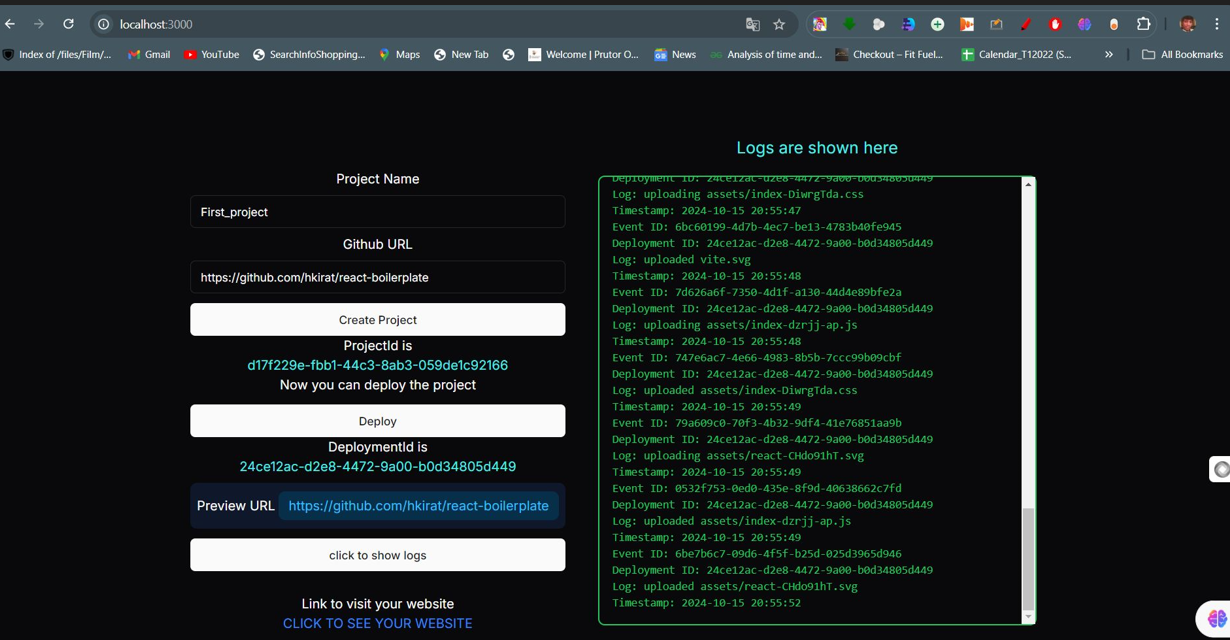 localhost:3000
Index of /files/Film/...
Gmail
YouTube
SearchInfoShopping...
Maps
New Tab
Welcome | Prutor O...
News
Analysis of time and...
Checkout – Fit Fuel...
Calendar_T12022 (S...
»
All Bookmarks
Project Name
First_project
Github URL
https://github.com/hkirat/react-boilerplate
Create Project
ProjectId is
d17f229e-fbb1-44c3-8ab3-059de1c92166
Now you can deploy the project
Deploy
DeploymentId is
24ce12ac-d2e8-4472-9a00-b0d34805d449
Preview URL https://github.com/hkirat/react-boilerplate
click to show logs
Link to visit your website
CLICK TO SEE YOUR WEBSITE
Logs are shown here
Deployment ID: 24ce12ac-d2e8-4472-9a00-b0d34805d449
Log: uploading assets/index-DiwrgTda.css
Timestamp: 2024-10-15 20:55:47
Event ID: 6bc60199-4d7b-4ec7-be13-4783b40fe945
Deployment ID: 24ce12ac-d2e8-4472-9a00-b0d34805d449
Log: uploaded vite.svg
Timestamp: 2024-10-15 20:55:48
Event ID: 7d626a6f-7350-4d1f-a130-44d4e89bfe2a
Deployment ID: 24ce12ac-d2e8-4472-9a00-b0d34805d449
Log: uploading assets/index-dzrjj-ap.js
Timestamp: 2024-10-15 20:55:48
Event ID: 747e6ac7-4e66-4983-8b5b-7ccc99b09cbf
Deployment ID: 24ce12ac-d2e8-4472-9a00-b0d34805d449
Log: uploaded assets/index-DiwrgTda.css
Timestamp: 2024-10-15 20:55:49
Event ID: 79a609c0-70f3-4b32-9df4-41e76851aa9b
Deployment ID: 24ce12ac-d2e8-4472-9a00-b0d34805d449
Log: uploading assets/react-CHdo91hT.svg
Timestamp: 2024-10-15 20:55:49
Event ID: 0532f753-0ed0-435e-8f9d-40638662c7fd
Deployment ID: 24ce12ac-d2e8-4472-9a00-b0d34805d449
Log: uploaded assets/index-dzrjj-ap.js
Timestamp: 2024-10-15 20:55:49
Event ID: 6be7b6c7-09d6-4f5f-b25d-025d3965d946
Deployment ID: 24ce12ac-d2e8-4472-9a00-b0d34805d449
Log: uploaded assets/react-CHdo91hT.svg
Timestamp: 2024-10-15 20:55:52